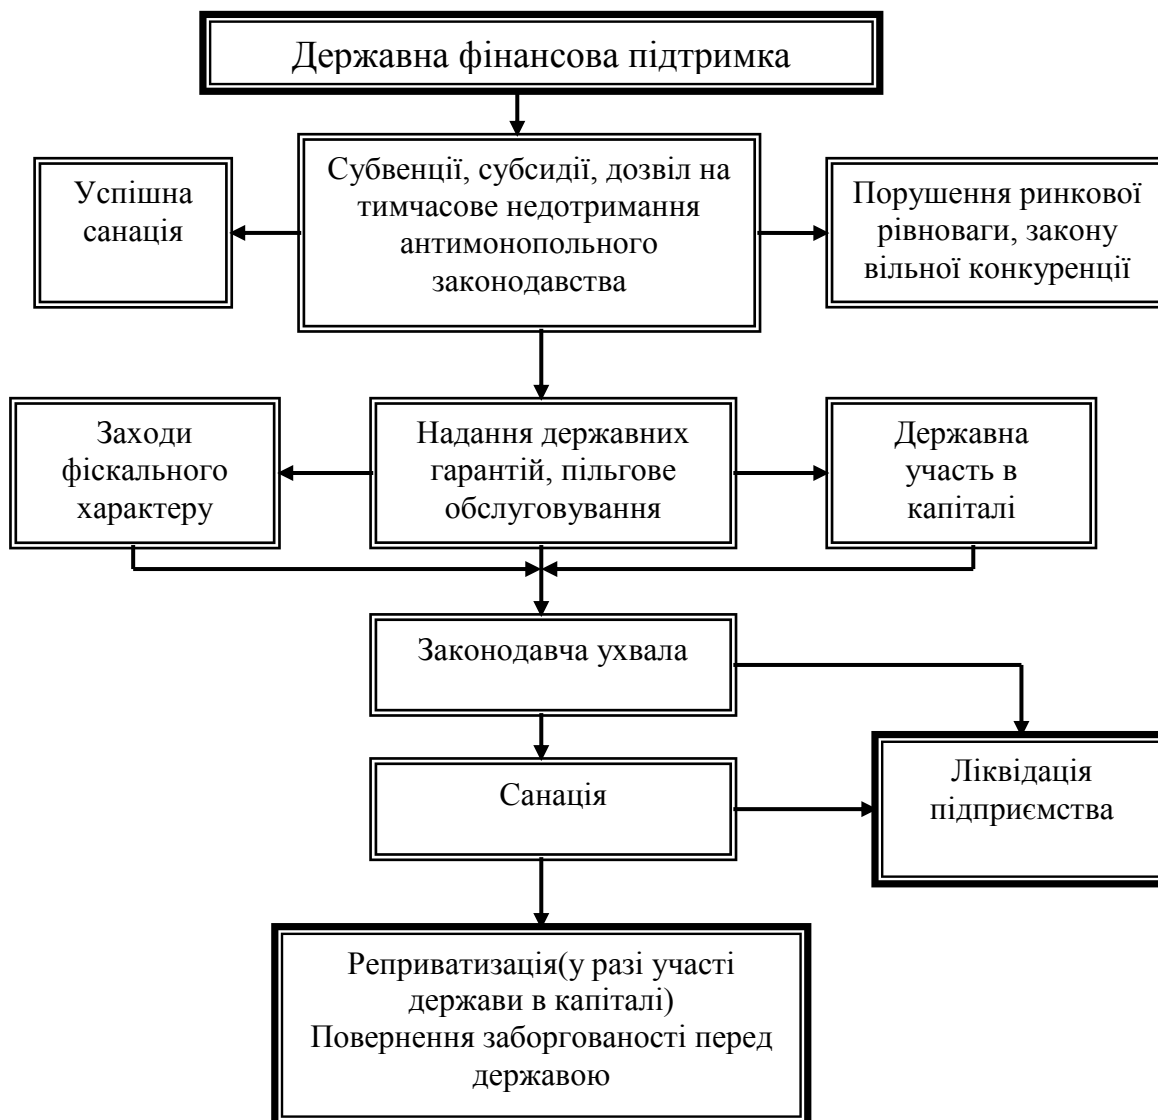 Державна фінансова підтримка
Успішна
санація
Субвенції, субсидії, дозвіл на
тимчасове недотримання
антимонопольного
законодавства
Порушення ринкової
рівноваги, закону
вільної конкуренції
Заходи
фіскального
характеру
Надання державних
гарантій, пільгове
обслуговування
Державна
участь в
капіталі
Законодавча ухвала
Санація
Ліквідація
підприємства
Реприватизація(у разі участі
держави в капіталі)
Повернення заборгованості перед
державою